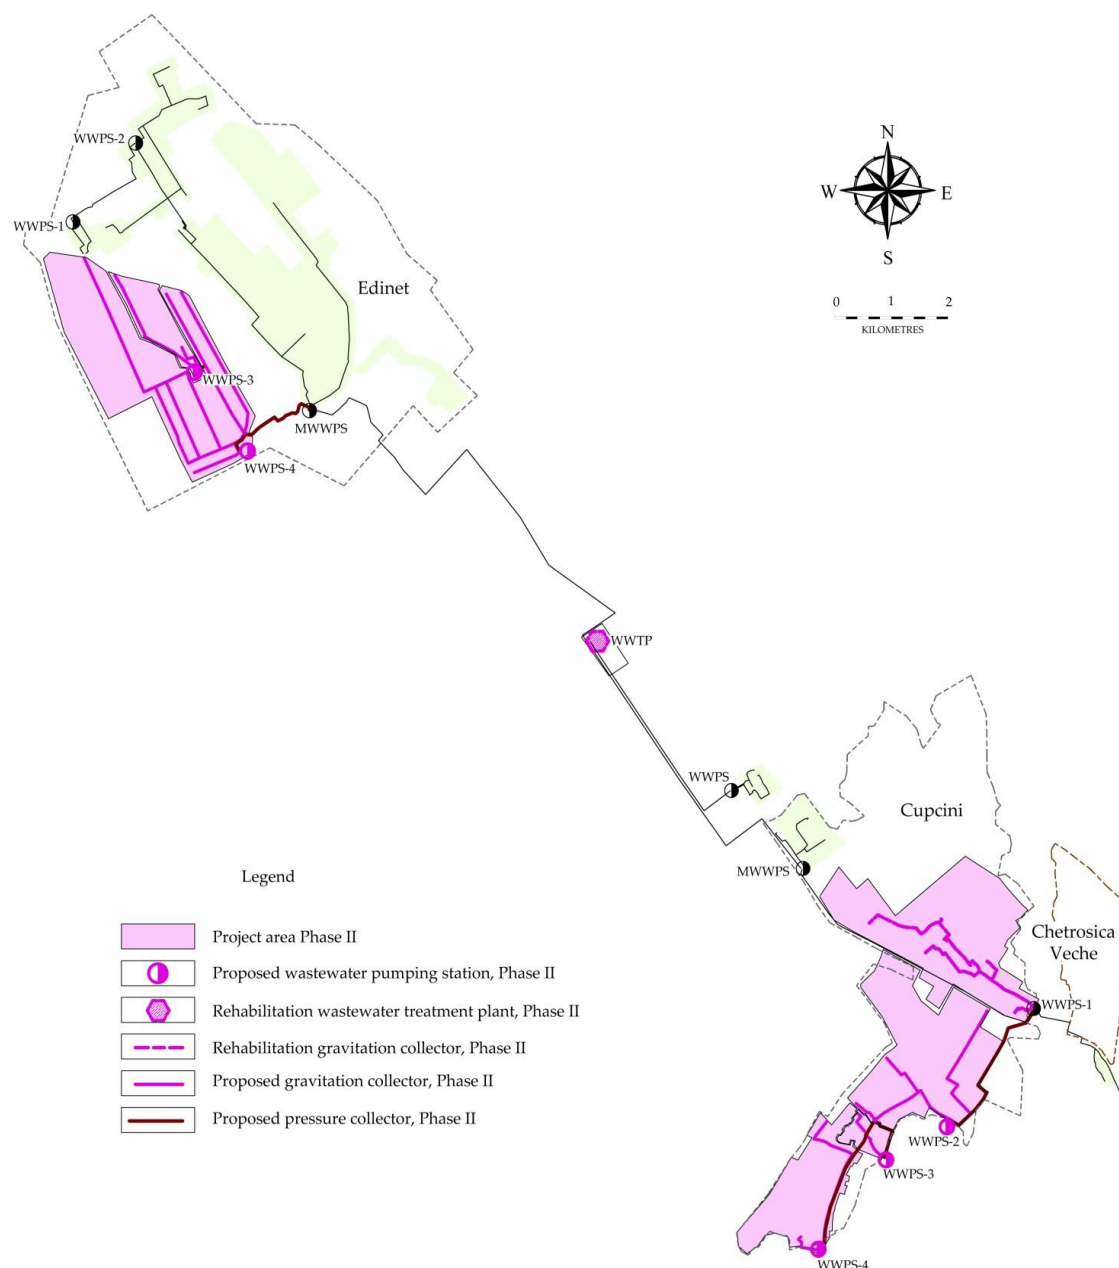 N
WWPS-2
W
E
WWPS-1
S
Edinet
0 1 2
KILOMETRES
WWPS-3
MWWPS
WWPS-4
WWTP
WWPS
Cupcini
MWWPS
Legend
Project area Phase II
Chetrosica
Veche
Proposed wastewater pumping station, Phase II
WWPS-1
Rehabilitation wastewater treatment plant, Phase II
Rehabilitation gravitation collector, Phase II
Proposed gravitation collector, Phase II
Proposed pressure collector, Phase II
WWPS-2
WWPS-3
WWPS-4